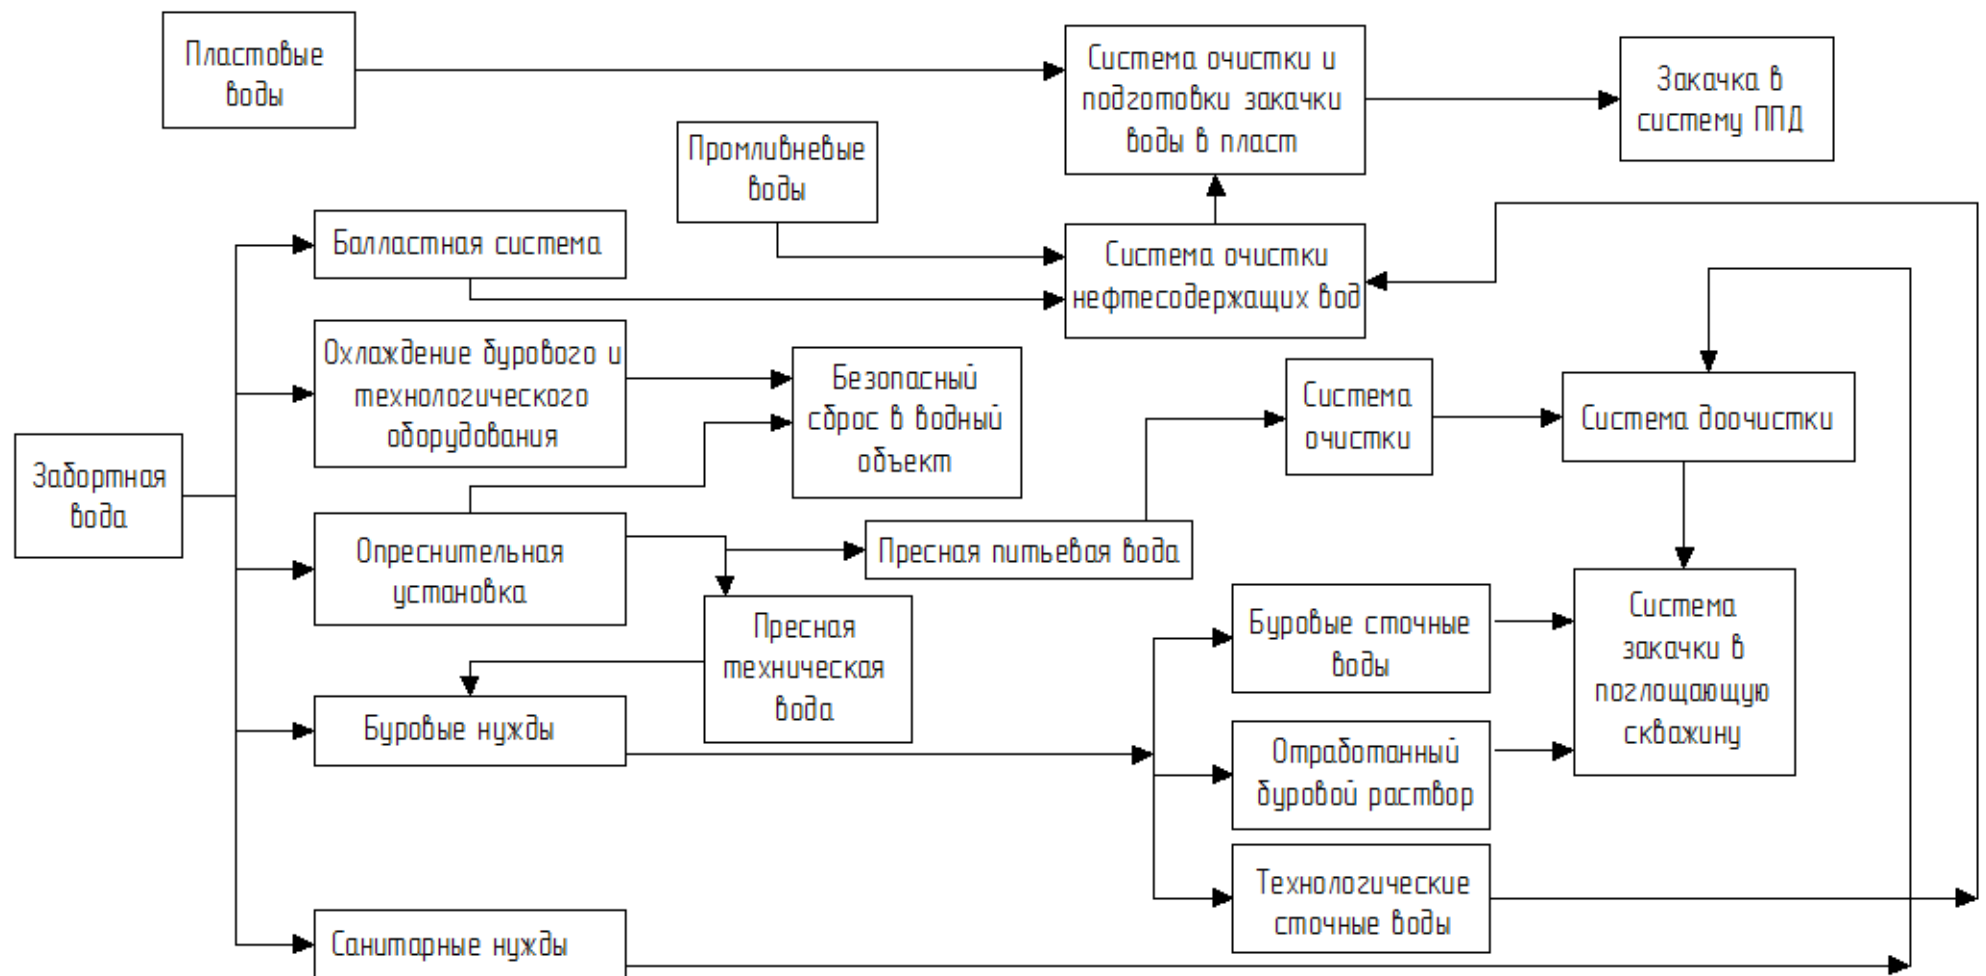 Пластовые
воды
Система очистки и
подготовки закачки
воды в пласт
Закачка в
систему ППД
Промливневые
воды
Балластная система
Система очистки
нефтесодержащих вод
Охлаждение бурового и
технологического
оборудования
Безопасный
сброс в водный
объект
Система
очистки
Система доочистки
Забортная
вода
Опреснительная
установка
Пресная питьевая вода
Пресная
техническая
вода
Буровые сточные
воды
Система
закачки в
поглощающую
скважину
Буровые нужды
Отработанный
буровой раствор
Технологические
сточные воды
Санитарные нужды